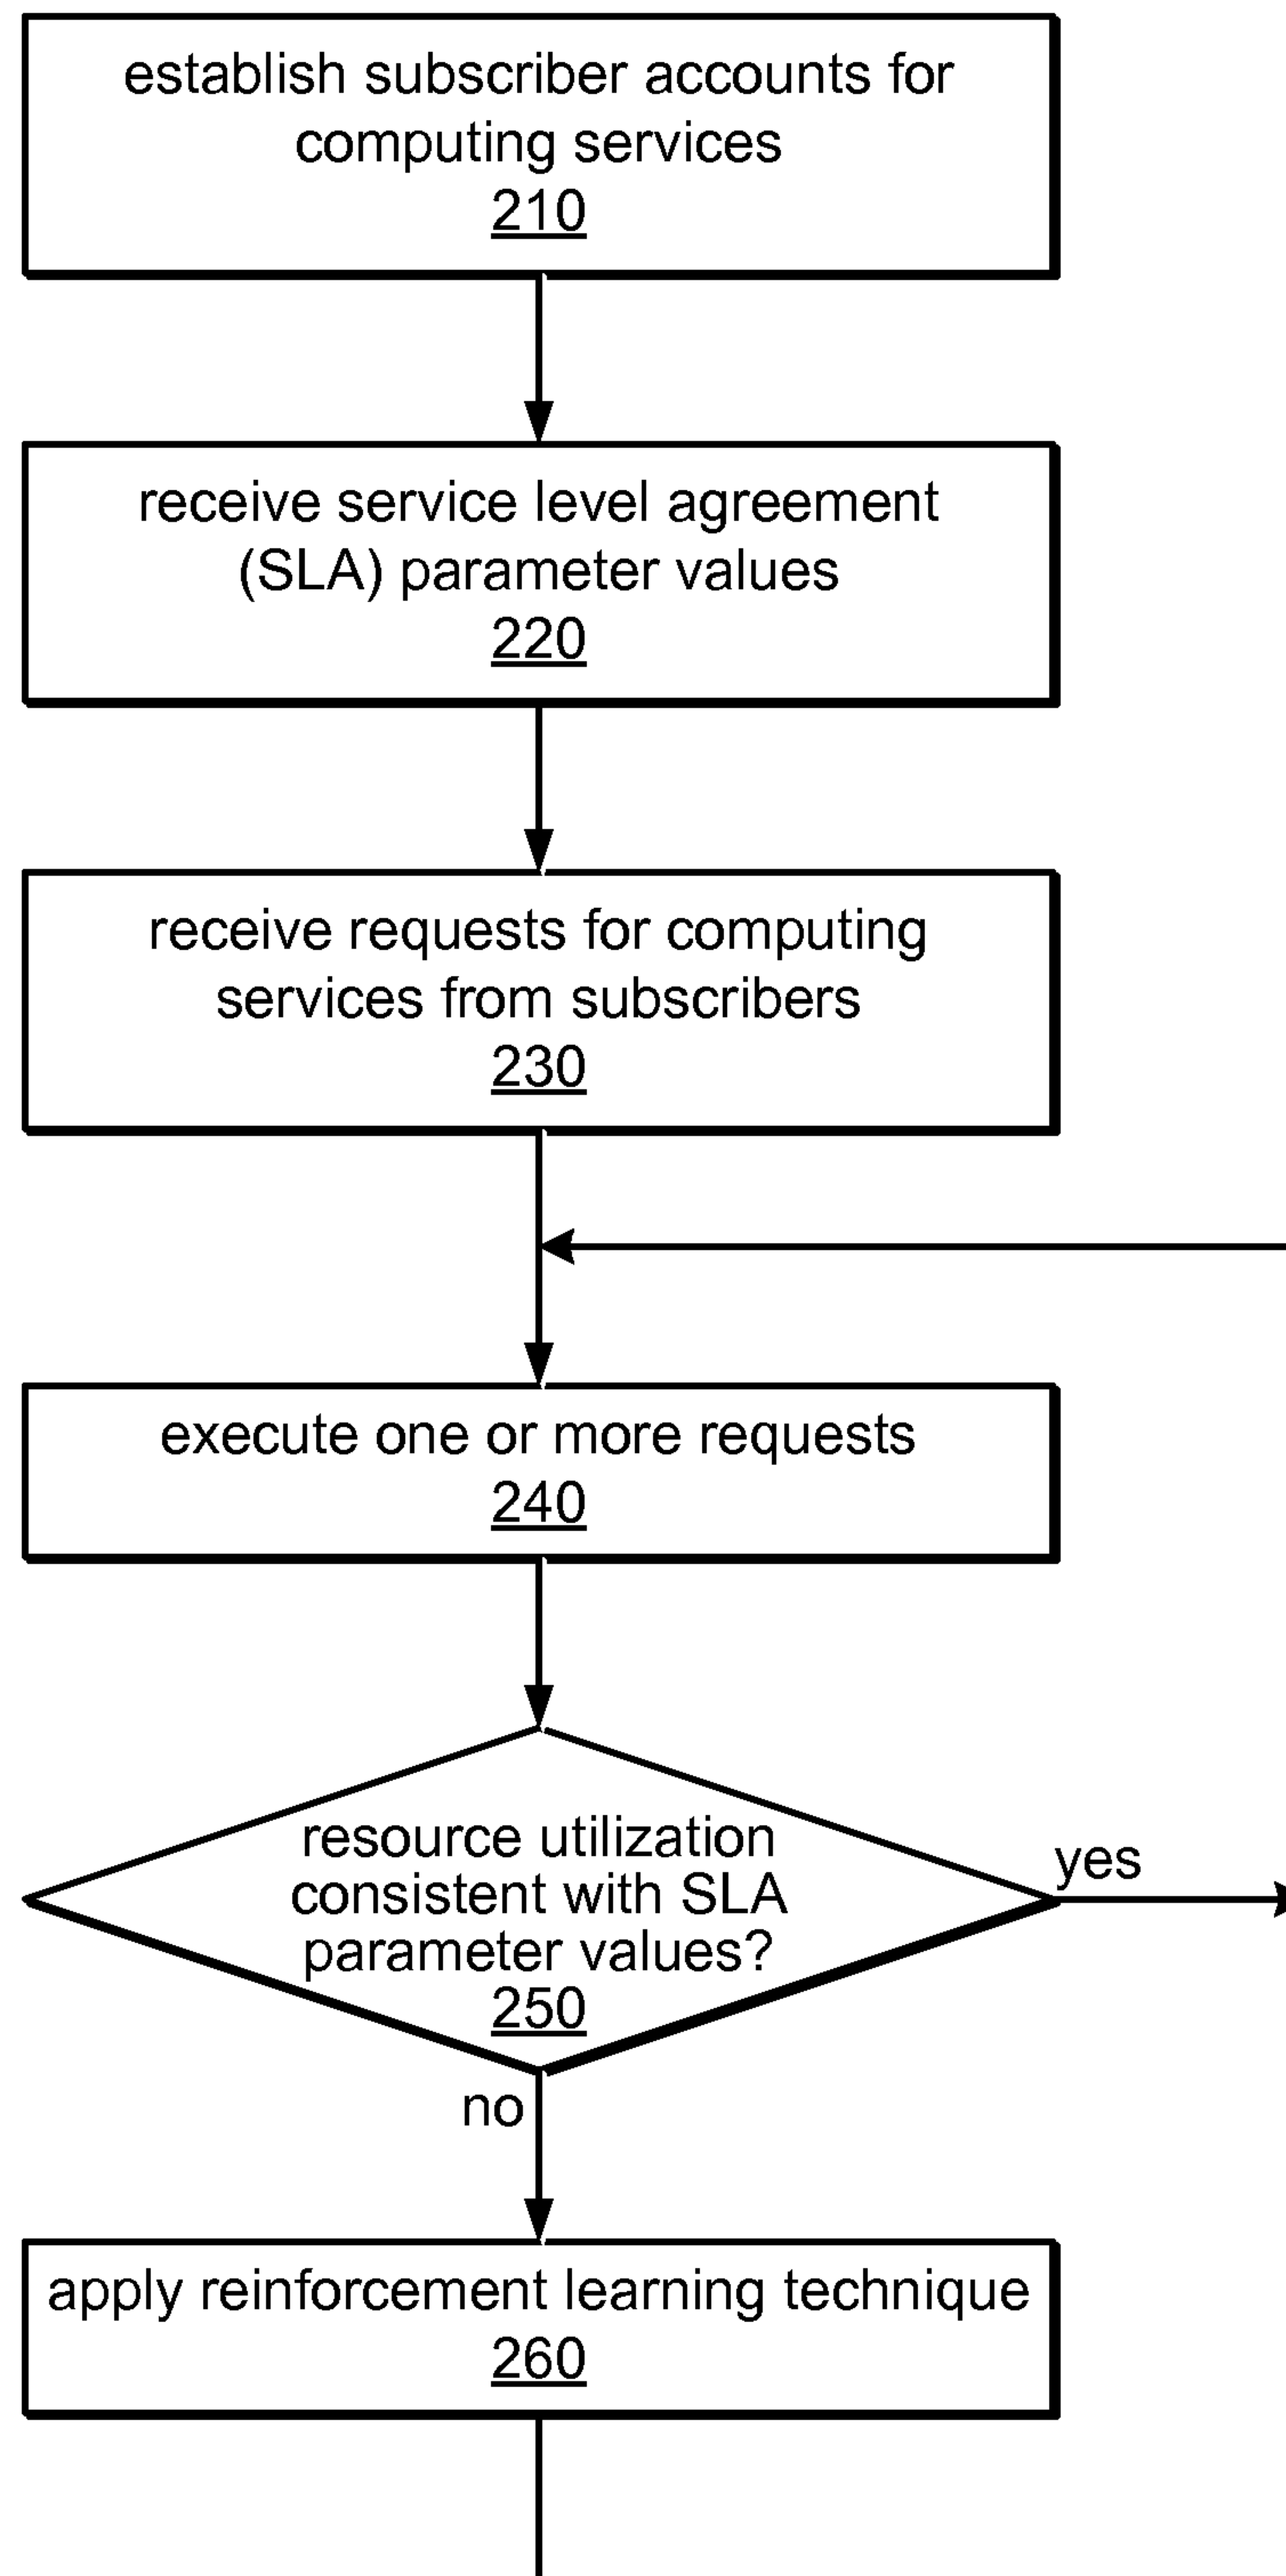 establish subscriber accounts for
computing services
210
receive service level agreement
(SLA) parameter values
220
receive requests for computing
services from subscribers
230
execute one or more requests
240
resource utilization
consistent with SLA
parameter values?
250
yes
no
apply reinforcement learning technique
260